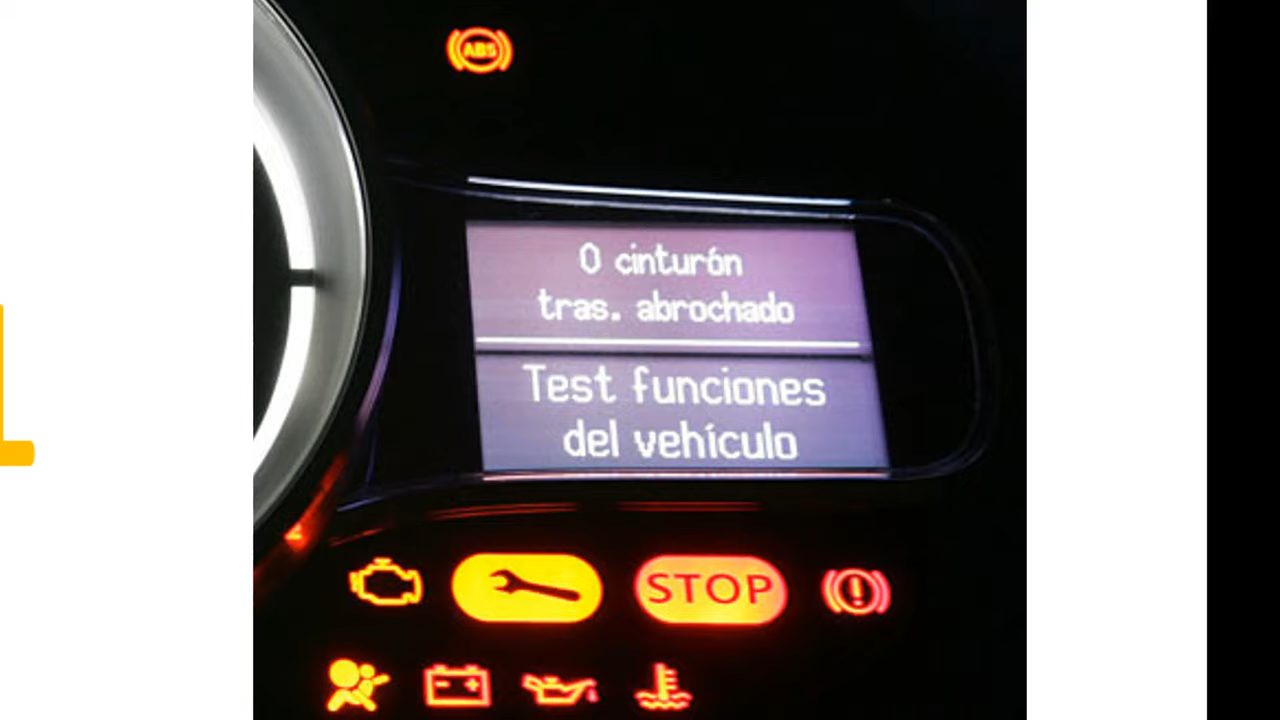 ABS
0 cinturón
tras. abrochado
Test funciones
del vehículo
STOP